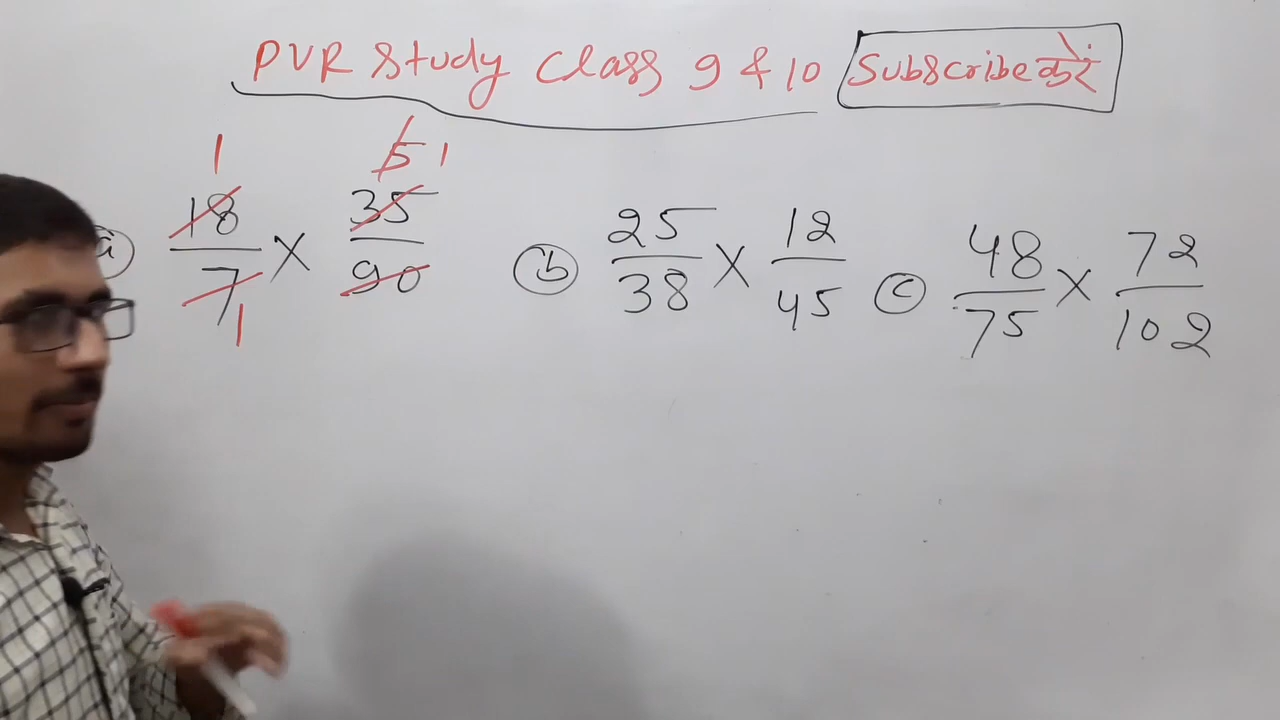 PVR Study Class 9 & 10 Subscribe करें
1 5 1
a 18/7 × 35/90 b 25/38 × 12/45 c 48/75 × 72/102
1